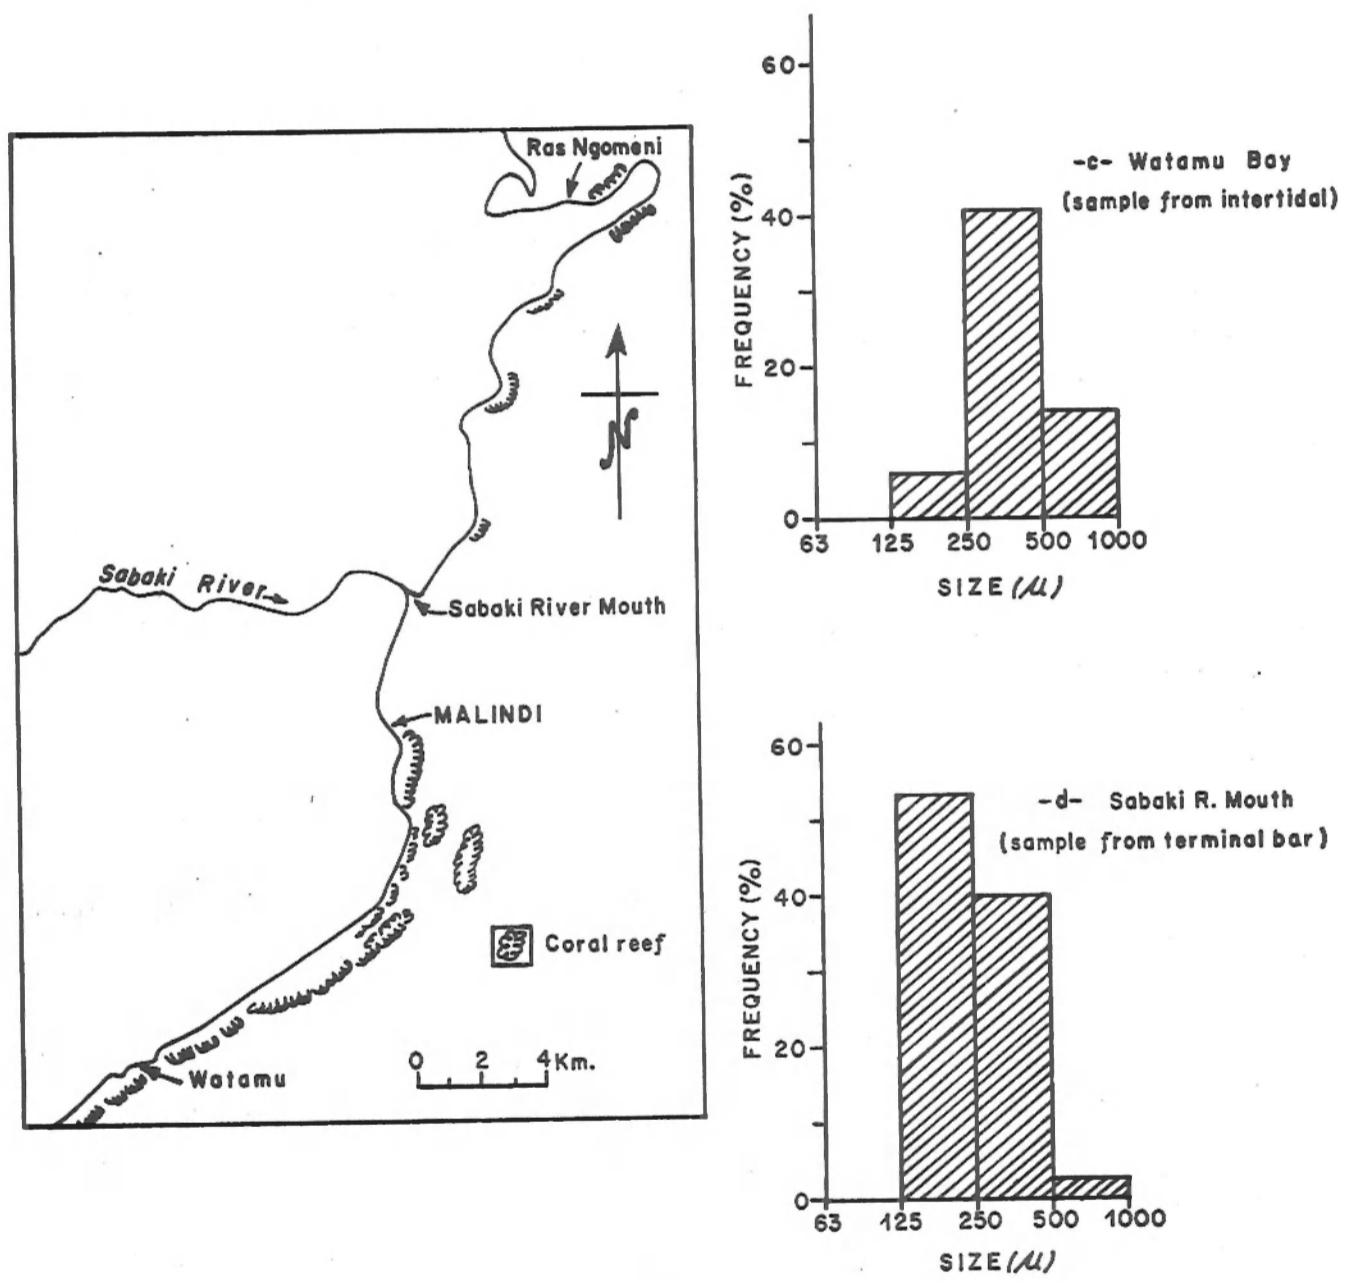 Ras Ngomeni
N
Sabaki River
Sabaki River Mouth
MALINDI
Coral reef
0 2 4 Km.
Watamu
60
40
20
0
FREQUENCY (%)
-c- Watamu Bay
(sample from intertidal)
63 125 250 500 1000
SIZE (µ)
60
40
20
0
FREQUENCY (%)
-d- Sabaki R. Mouth
(sample from terminal bar)
63 125 250 500 1000
SIZE (µ)